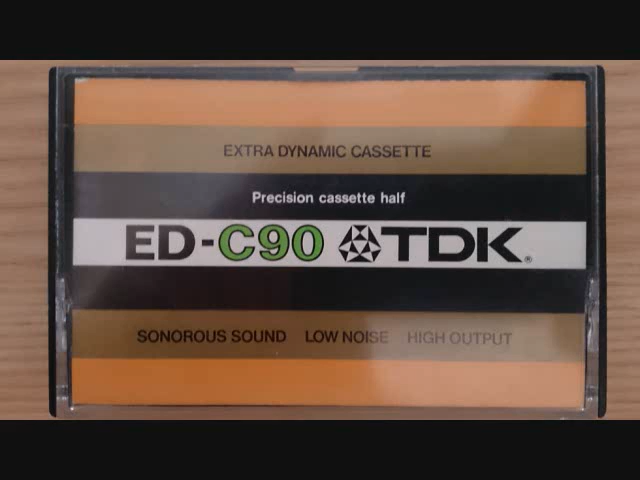 EXTRA DYNAMIC CASSETTE
Precision cassette half
ED-C90 TDK®
SONOROUS SOUND LOW NOISE HIGH OUTPUT